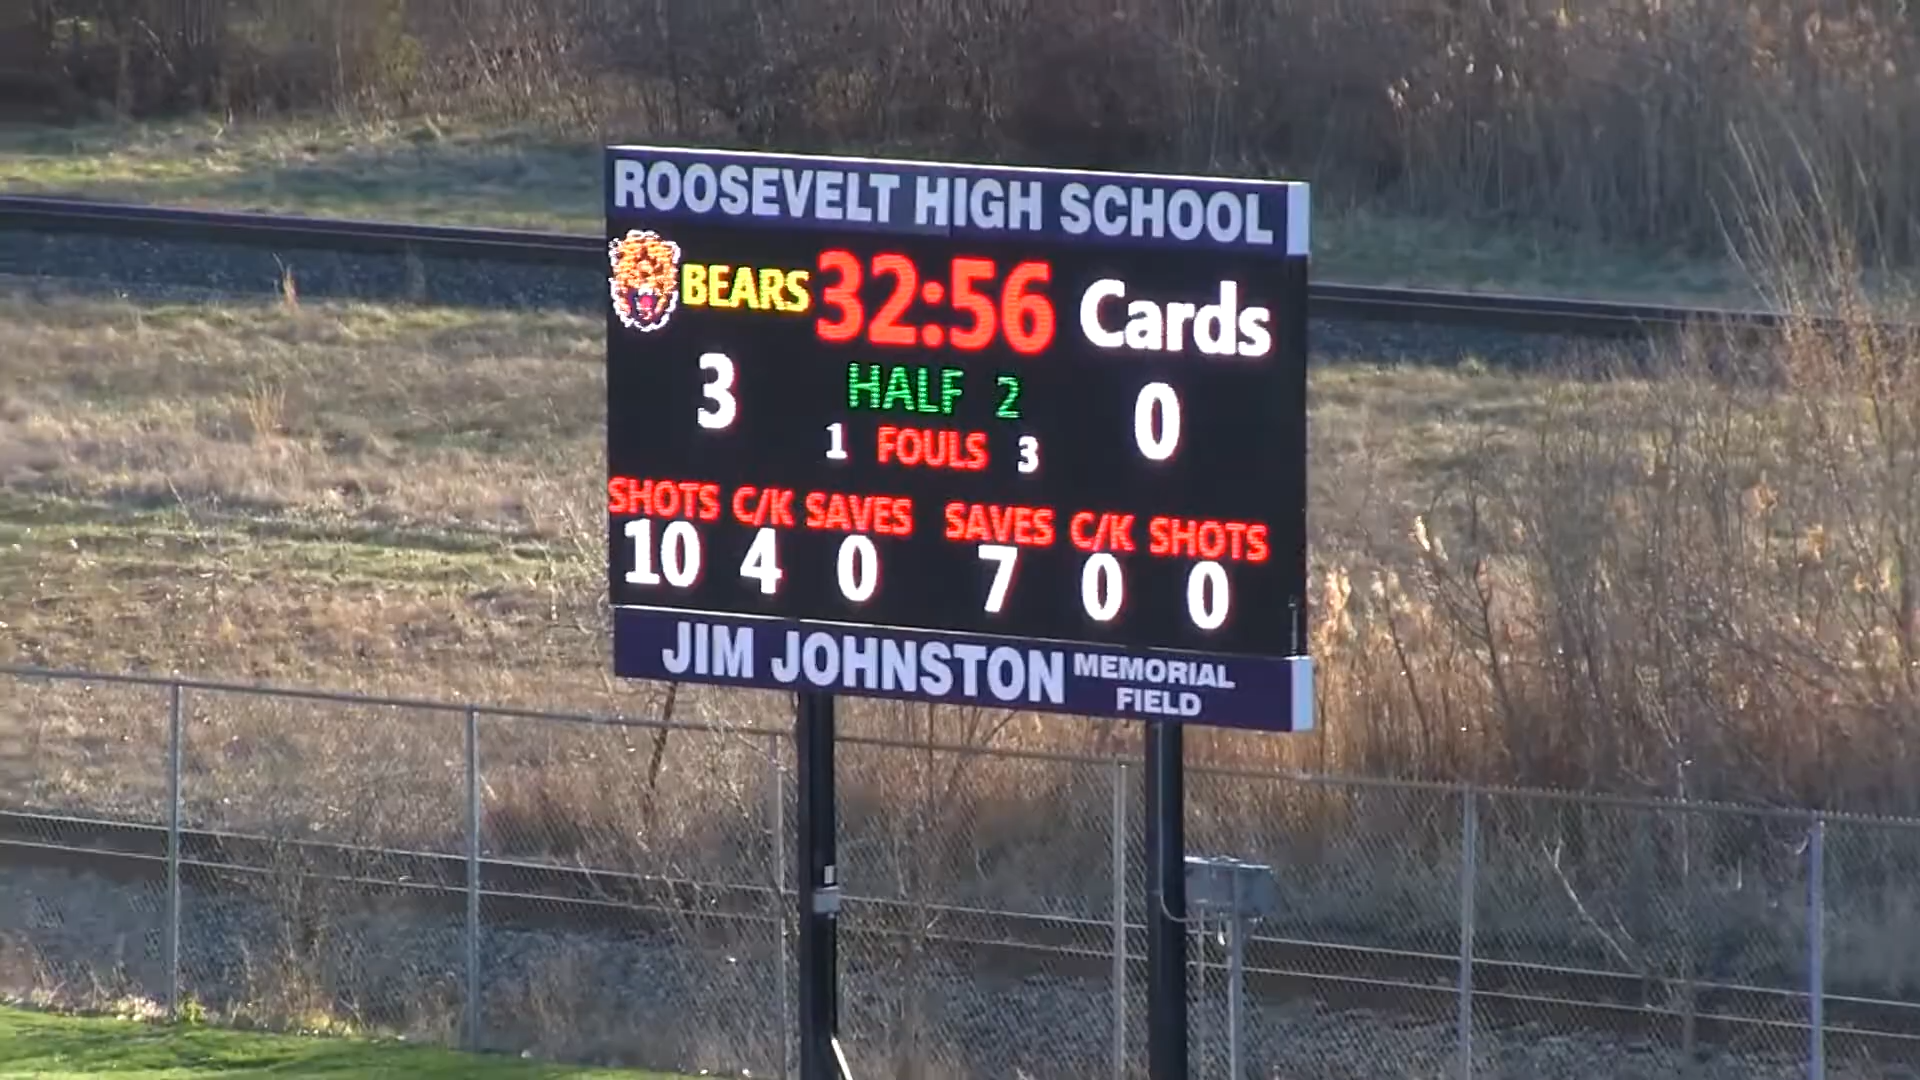 ROOSEVELT HIGH SCHOOL
BEARS 32:56 Cards
3 HALF 2 0
1 FOULS 3
SHOTS C/K SAVES SAVES C/K SHOTS
10 4 0 7 0 0
JIM JOHNSTON MEMORIAL
FIELD